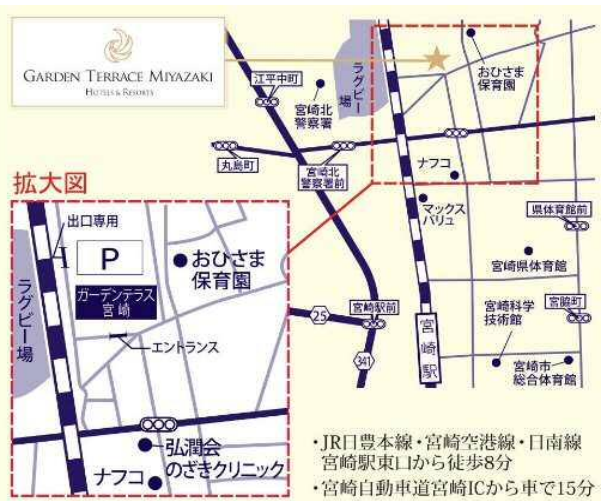 GARDEN TERRACE MIYAZAKI
HOTELS & RESORTS
江平中町
宮崎北
警察署
ラグビー場
おひさま
保育園
丸島町
宮崎北
警察署前
ナフコ
マックス
バリュ
県体育館前
宮崎県体育館
宮崎駅前
25
341
宮崎駅
宮崎科学
技術館
宮脇町
宮崎市
総合体育館
拡大図
出口専用
P
ガーデンテラス
宮崎
おひさま
保育園
ラグビー場
エントランス
弘潤会
のざきクリニック
ナフコ
・JR日豊本線・宮崎空港線・日南線
宮崎駅東口から徒歩8分
・宮崎自動車道宮崎ICから車で15分